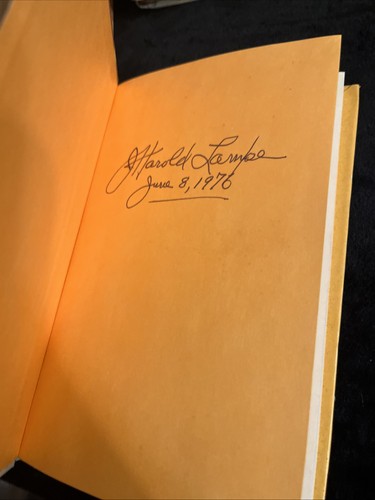 J Harold Lampe
June 8, 1976